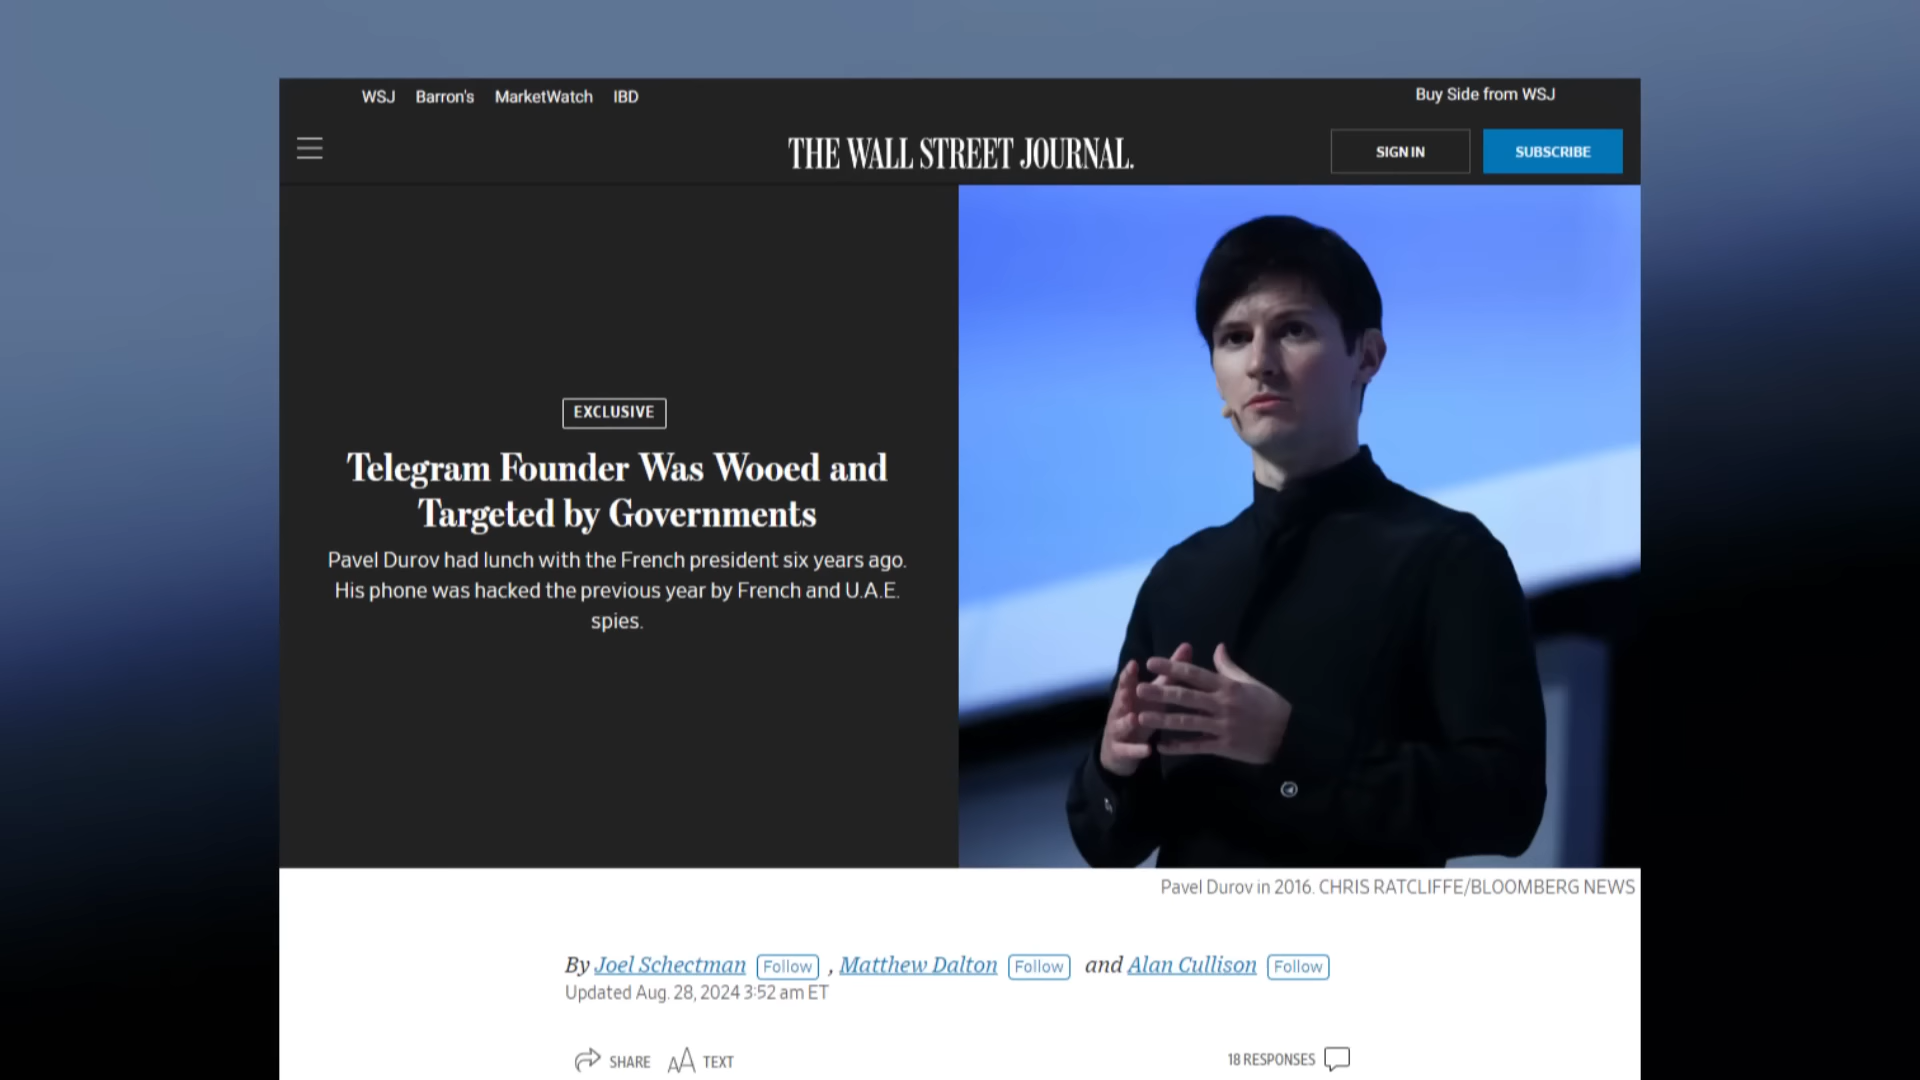 WSJ Barron's MarketWatch IBD
Buy Side from WSJ
THE WALL STREET JOURNAL.
SIGN IN
SUBSCRIBE
EXCLUSIVE
Telegram Founder Was Wooed and
Targeted by Governments
Pavel Durov had lunch with the French president six years ago.
His phone was hacked the previous year by French and U.A.E.
spies.
Pavel Durov in 2016. CHRIS RATCLIFFE/BLOOMBERG NEWS
By Joel Schectman Follow , Matthew Dalton Follow and Alan Cullison Follow
Updated Aug. 28, 2024 3:52 am ET
SHARE AA TEXT
18 RESPONSES